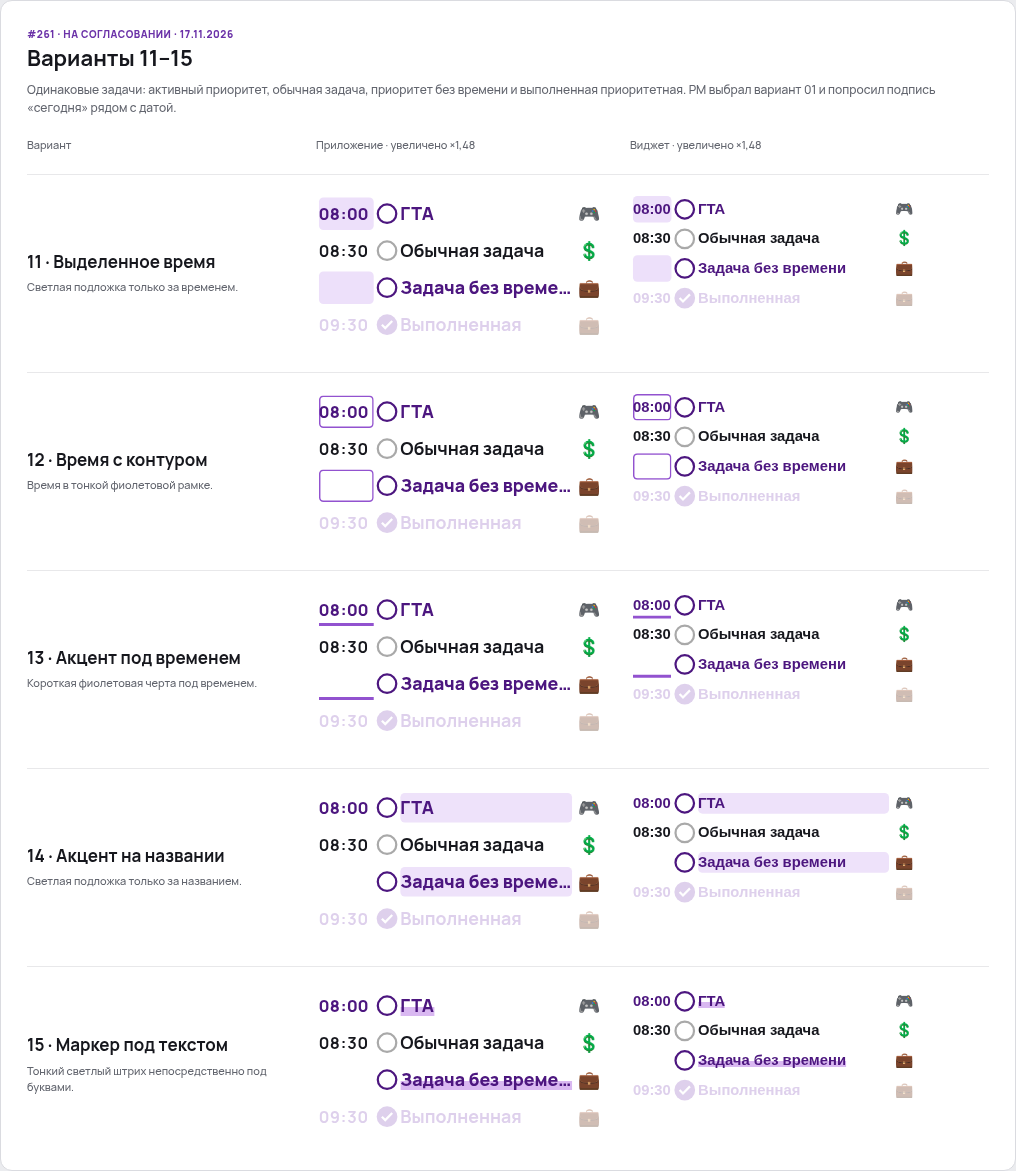 #261 · НА СОГЛАСОВАНИИ · 17.11.2026
Варианты 11–15
Одинаковые задачи: активный приоритет, обычная задача, приоритет без времени и выполненная приоритетная. PM выбрал вариант 01 и попросил подпись
«сегодня» рядом с датой.
Вариант Приложение · увеличено ×1,48 Виджет · увеличено ×1,48
11 · Выделенное время
Светлая подложка только за временем.
08:00 ГТА
08:30 Обычная задача
Задача без време…
09:30 Выполненная
08:00 ГТА
08:30 Обычная задача
Задача без времени
09:30 Выполненная
12 · Время с контуром
Время в тонкой фиолетовой рамке.
08:00 ГТА
08:30 Обычная задача
Задача без време…
09:30 Выполненная
08:00 ГТА
08:30 Обычная задача
Задача без времени
09:30 Выполненная
13 · Акцент под временем
Короткая фиолетовая черта под временем.
08:00 ГТА
08:30 Обычная задача
Задача без време…
09:30 Выполненная
08:00 ГТА
08:30 Обычная задача
Задача без времени
09:30 Выполненная
14 · Акцент на названии
Светлая подложка только за названием.
08:00 ГТА
08:30 Обычная задача
Задача без време…
09:30 Выполненная
08:00 ГТА
08:30 Обычная задача
Задача без времени
09:30 Выполненная
15 · Маркер под текстом
Тонкий светлый штрих непосредственно под
буквами.
08:00 ГТА
08:30 Обычная задача
Задача без време…
09:30 Выполненная
08:00 ГТА
08:30 Обычная задача
Задача без времени
09:30 Выполненная